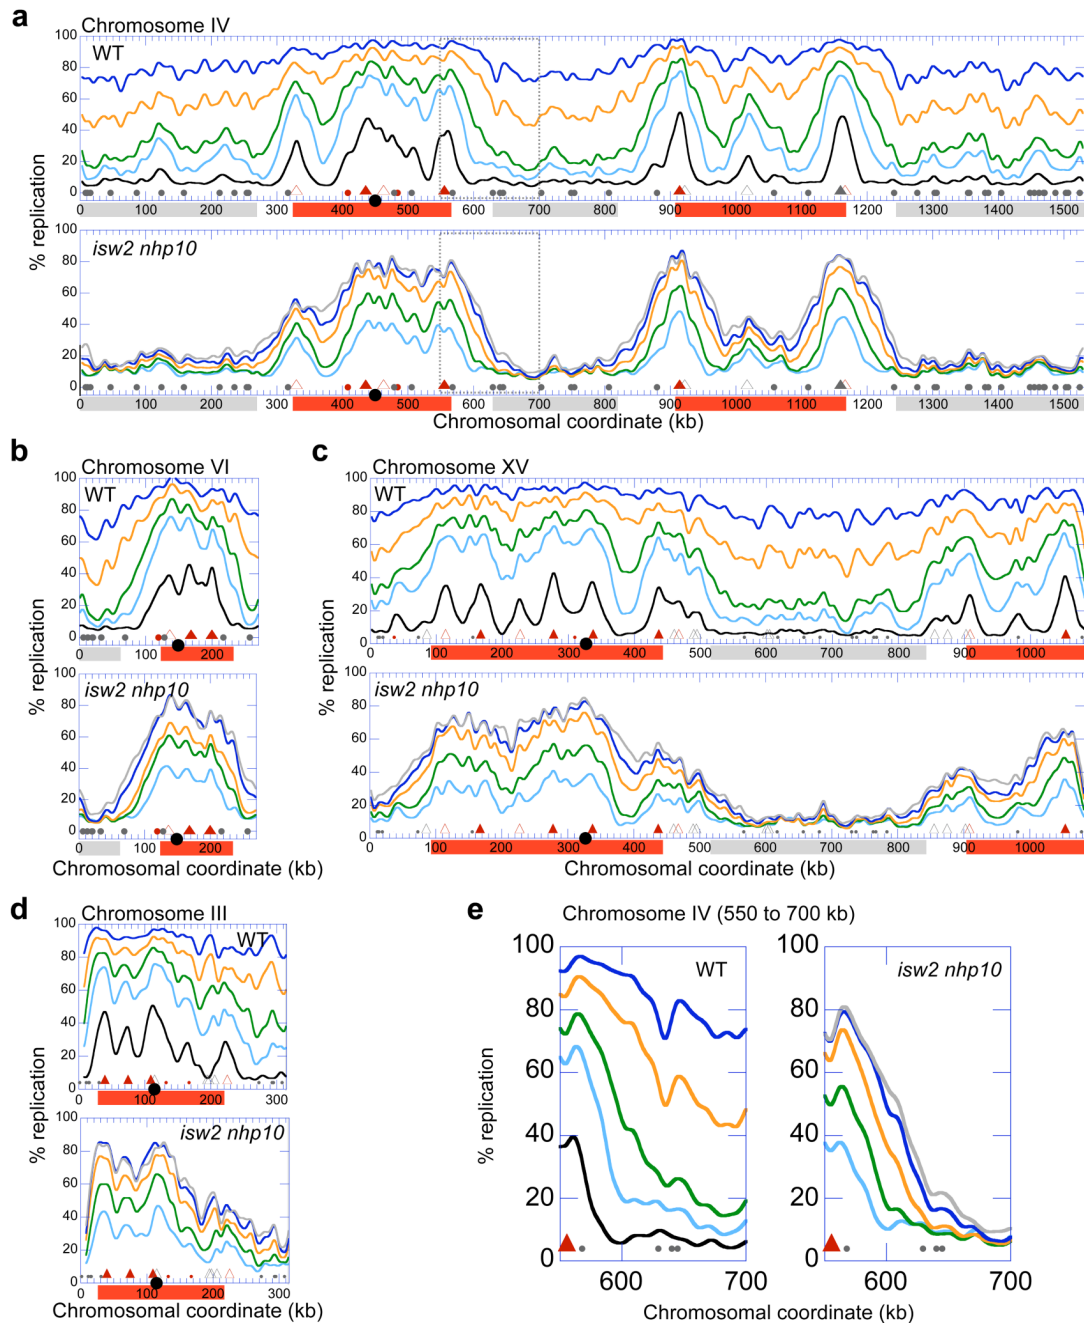 a
Chromosome IV
WT
% replication
100
80
60
40
20
0
0 100 200 300 400 500 600 700 800 900 1000 1100 1200 1300 1400 1500
isw2 nhp10
% replication
100
80
60
40
20
0
0 100 200 300 400 500 600 700 800 900 1000 1100 1200 1300 1400 1500
Chromosomal coordinate (kb)
b
Chromosome VI
WT
% replication
100
80
60
40
20
0
0 100 200
isw2 nhp10
% replication
100
80
60
40
20
0
0 100 200
Chromosomal coordinate (kb)
c
Chromosome XV
WT
% replication
100
80
60
40
20
0
0 100 200 300 400 500 600 700 800 900 1000
isw2 nhp10
100
80
60
40
20
0
0 100 200 300 400 500 600 700 800 900 1000
Chromosomal coordinate (kb)
d
Chromosome III
WT
% replication
100
80
60
40
20
0
0 100 200 300
isw2 nhp10
100
80
60
40
20
0
0 100 200 300
Chromosomal coordinate (kb)
e
Chromosome IV (550 to 700 kb)
WT
% replication
100
80
60
40
20
0
600 700
isw2 nhp10
100
80
60
40
20
0
600 700
Chromosomal coordinate (kb)